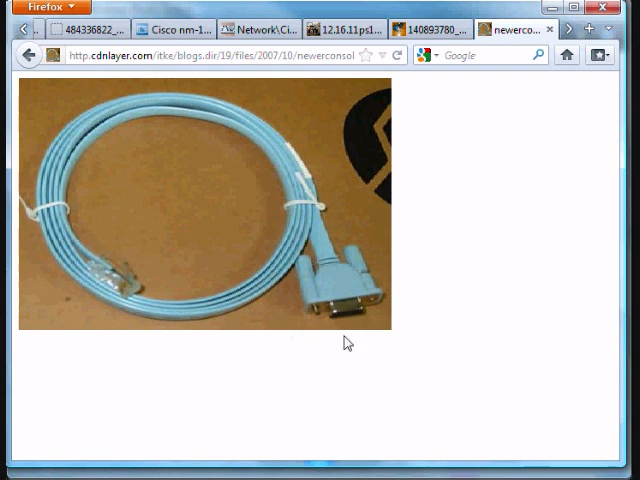 Firefox
484336822_...
Cisco nm-1...
Network\Ci...
12.16.11ps1...
140893780_...
newerco...
http.cdnlayer.com/itke/blogs.dir/19/files/2007/10/newerconsol
Google